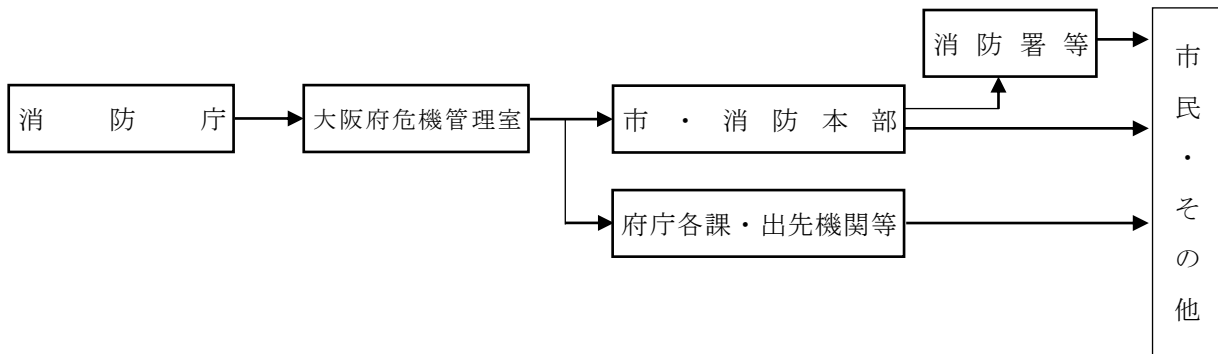 消防署等
消防庁
大阪府危機管理室
市・消防本部
府庁各課・出先機関等
市民・その他